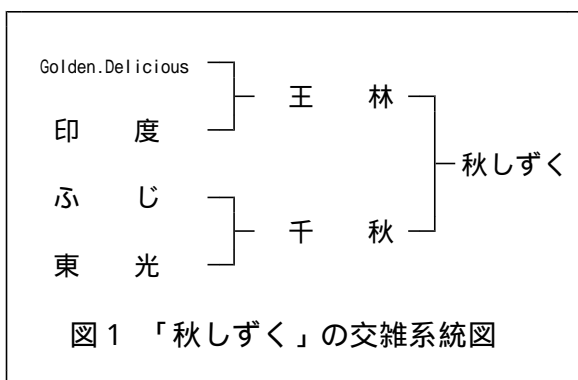 Golden.Delicious
印 度
王 林
ふ じ
東 光
千 秋
秋しずく
図1 「秋しずく」の交雑系統図